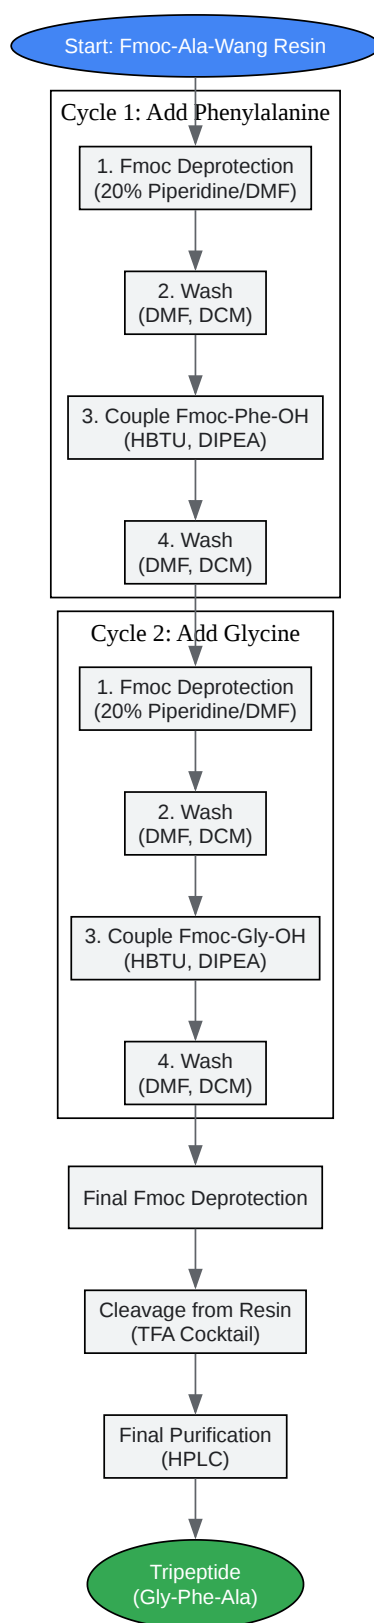 Start: Fmoc-Ala-Wang Resin
Cycle 1: Add Phenylalanine
1. Fmoc Deprotection
(20% Piperidine/DMF)
2. Wash
(DMF, DCM)
3. Couple Fmoc-Phe-OH
(HBTU, DIPEA)
4. Wash
(DMF, DCM)
Cycle 2: Add Glycine
1. Fmoc Deprotection
(20% Piperidine/DMF)
2. Wash
(DMF, DCM)
3. Couple Fmoc-Gly-OH
(HBTU, DIPEA)
4. Wash
(DMF, DCM)
Final Fmoc Deprotection
Cleavage from Resin
(TFA Cocktail)
Final Purification
(HPLC)
Tripeptide
(Gly-Phe-Ala)